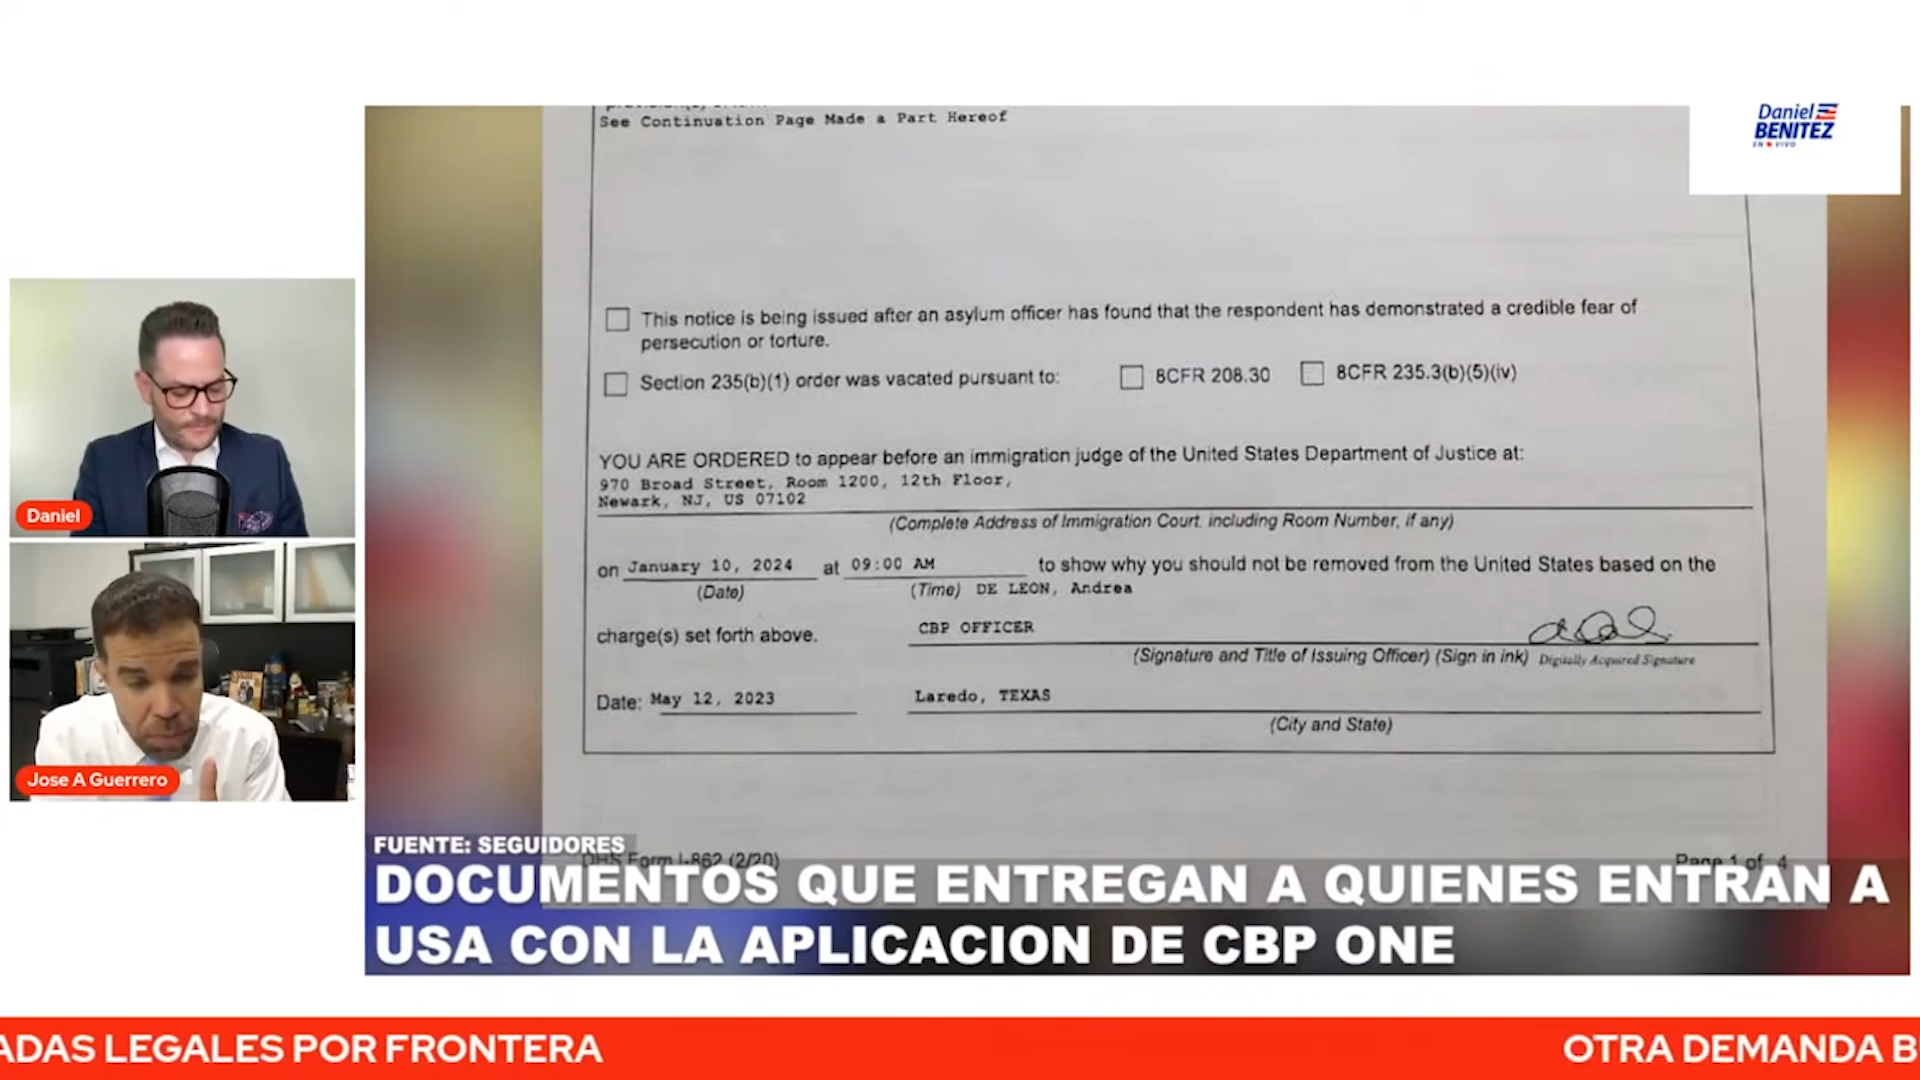 See Continuation Page Made a Part Hereof
Daniel
BENITEZ
EN VIVO
This notice is being issued after an asylum officer has found that the respondent has demonstrated a credible fear of
persecution or torture.
Section 235(b)(1) order was vacated pursuant to: 8CFR 208.30 8CFR 235.3(b)(5)(iv)
YOU ARE ORDERED to appear before an immigration judge of the United States Department of Justice at:
970 Broad Street, Room 1200, 12th Floor,
Newark, NJ, US 07102
(Complete Address of Immigration Court, including Room Number, if any)
on January 10, 2024 at 09:00 AM to show why you should not be removed from the United States based on the
(Date) (Time) DE LEON, Andrea
charge(s) set forth above. CBP OFFICER
(Signature and Title of Issuing Officer) (Sign in ink) Digitally Acquired Signature
Date: May 12, 2023 Laredo, TEXAS
(City and State)
DHS Form I-862 (2/20) Page 1 of 4
Daniel
Jose A Guerrero
FUENTE: SEGUIDORES
DOCUMENTOS QUE ENTREGAN A QUIENES ENTRAN A
USA CON LA APLICACION DE CBP ONE
ADAS LEGALES POR FRONTERA OTRA DEMANDA B